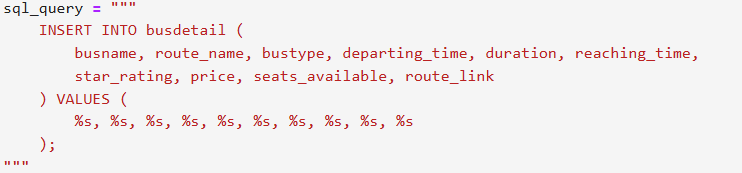 sql_query = """
    INSERT INTO busdetail (
        busname, route_name, bustype, departing_time, duration, reaching_time,
        star_rating, price, seats_available, route_link
    ) VALUES (
        %s, %s, %s, %s, %s, %s, %s, %s, %s, %s
    );
"""